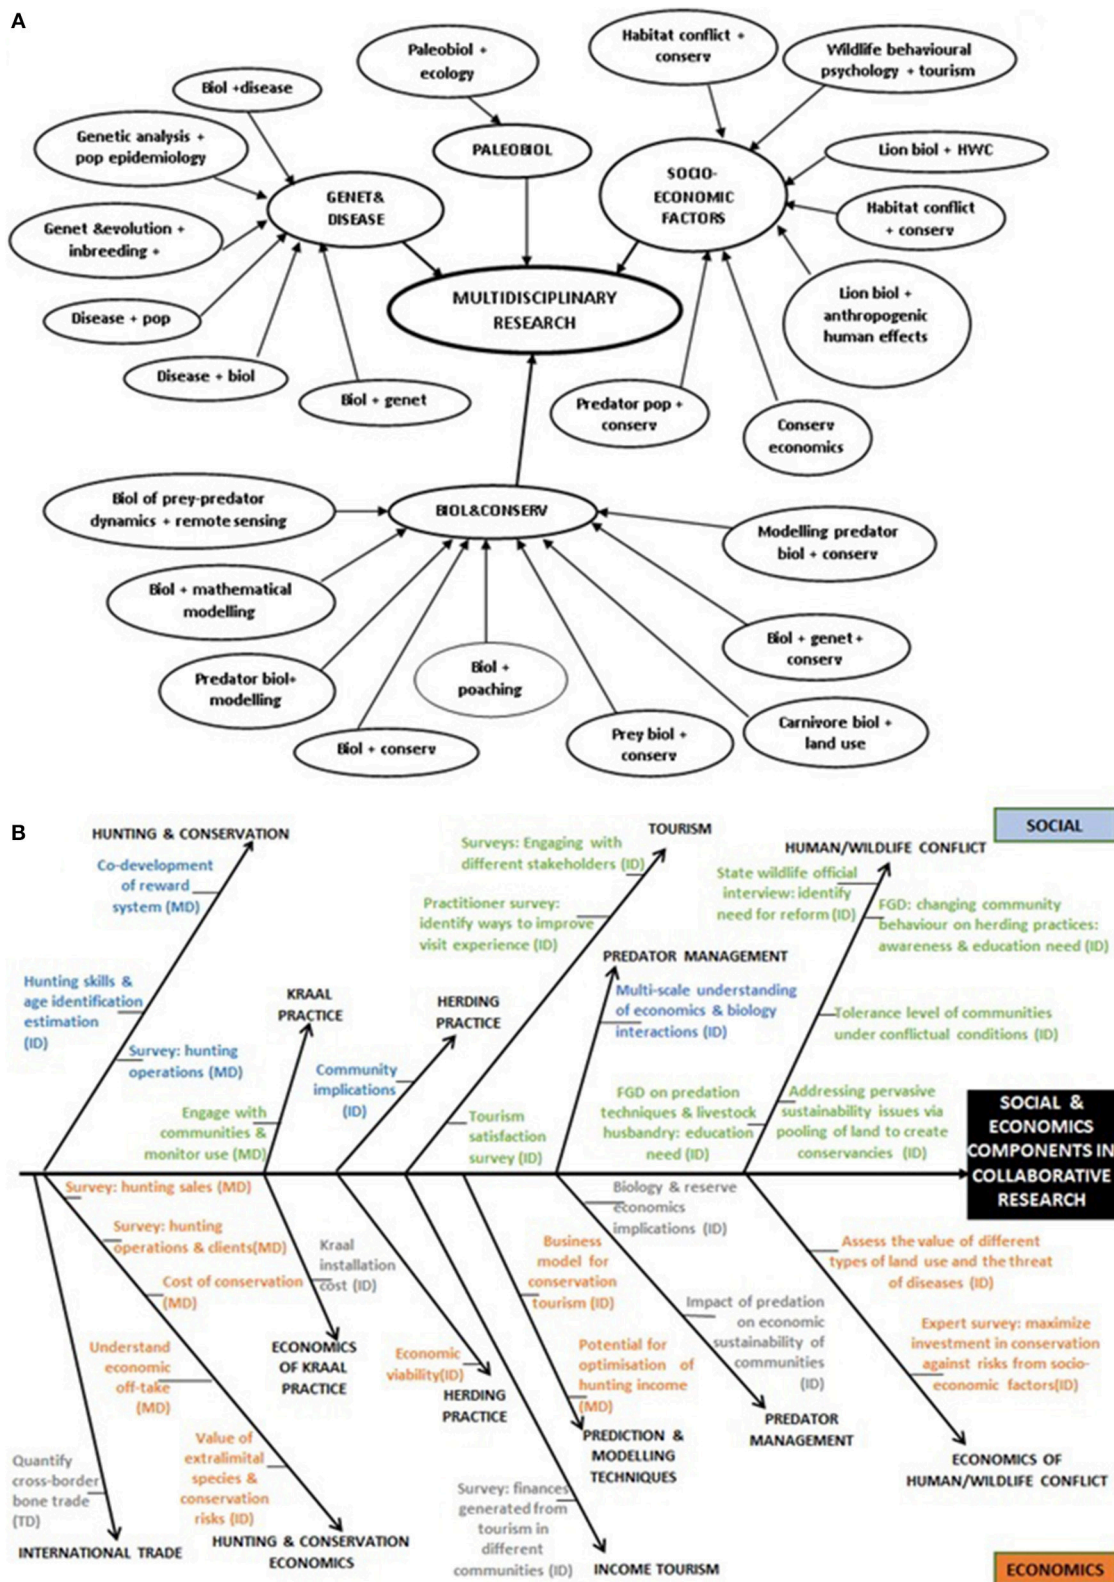 A
Paleobiol +
ecology
Habitat conflict +
conserv
Wildlife behavioural
psychology + tourism
Biol +disease
Genetic analysis +
pop epidemiology
PALEOBIOL
Lion biol + HWC
SOCIO-
ECONOMIC
FACTORS
GENET&
DISEASE
Habitat conflict
+ conserv
Genet &evolution +
inbreeding +
MULTIDISCIPLINARY
RESEARCH
Lion biol +
anthropogenic
human effects
Disease + pop
Disease + biol
Biol + genet
Predator pop +
conserv
Conserv
economics
Biol of prey-predator
dynamics + remote sensing
BIOL&CONSERV
Modelling predator
biol + conserv
Biol + mathematical
modelling
Biol + genet +
conserv
Predator biol+
modelling
Biol +
poaching
Biol + conserv
Prey biol +
conserv
Carnivore biol +
land use
B
SOCIAL
HUNTING & CONSERVATION
TOURISM
HUMAN/WILDLIFE CONFLICT
Co-development
of reward
system (MD)
Surveys: Engaging with
different stakeholders (ID)
State wildlife official
interview: identify
need for reform (ID)
Practitioner survey:
identify ways to improve
visit experience (ID)
FGD: changing community
behaviour on herding practices:
awareness & education need (ID)
PREDATOR MANAGEMENT
Hunting skills &
age identification
estimation
(ID)
KRAAL
PRACTICE
HERDING
PRACTICE
Multi-scale understanding
of economics & biology
interactions (ID)
Tolerance level of communities
under conflictual conditions (ID)
Survey: hunting
operations (MD)
Community
implications
(ID)
Engage with
communities &
monitor use (MD)
Tourism
satisfaction
survey (ID)
FGD on predation
techniques & livestock
husbandry: education
need (ID)
Addressing pervasive
sustainability issues via
pooling of land to create
conservancies (ID)
SOCIAL &
ECONOMICS
COMPONENTS IN
COLLABORATIVE
RESEARCH
Survey: hunting sales (MD)
Survey: hunting
operations & clients(MD)
Cost of conservation
(MD)
Understand
economic
off-take
(MD)
Kraal
installation
cost (ID)
Business
model for
conservation
tourism (ID)
Biology & reserve
economics
implications (ID)
Assess the value of different
types of land use and the threat
of diseases (ID)
Impact of predation
on economic
sustainability of
communities
(ID)
Expert survey: maximize
investment in conservation
against risks from socio-
economic factors(ID)
ECONOMICS
OF KRAAL
PRACTICE
Economic
viability(ID)
HERDING
PRACTICE
Potential for
optimisation of
hunting income
(MD)
PREDICTION &
MODELLING
TECHNIQUES
PREDATOR
MANAGEMENT
ECONOMICS OF
HUMAN/WILDLIFE CONFLICT
Quantify
cross-border
bone trade
(TD)
Value of
extralimital
species &
conservation
risks (ID)
Survey: finances
generated from
tourism in
different
communities (ID)
INTERNATIONAL TRADE
HUNTING & CONSERVATION
ECONOMICS
INCOME TOURISM
ECONOMICS